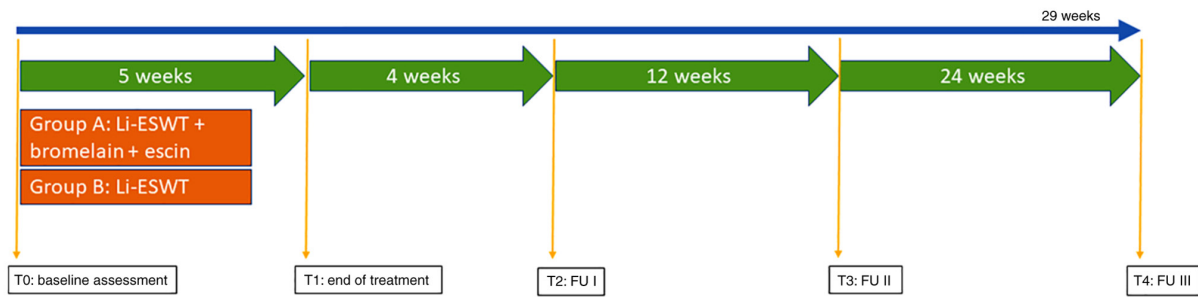 29 weeks
5 weeks
4 weeks
12 weeks
24 weeks
Group A: Li-ESWT +
bromelain + escin
Group B: Li-ESWT
T0: baseline assessment
T1: end of treatment
T2: FU I
T3: FU II
T4: FU III